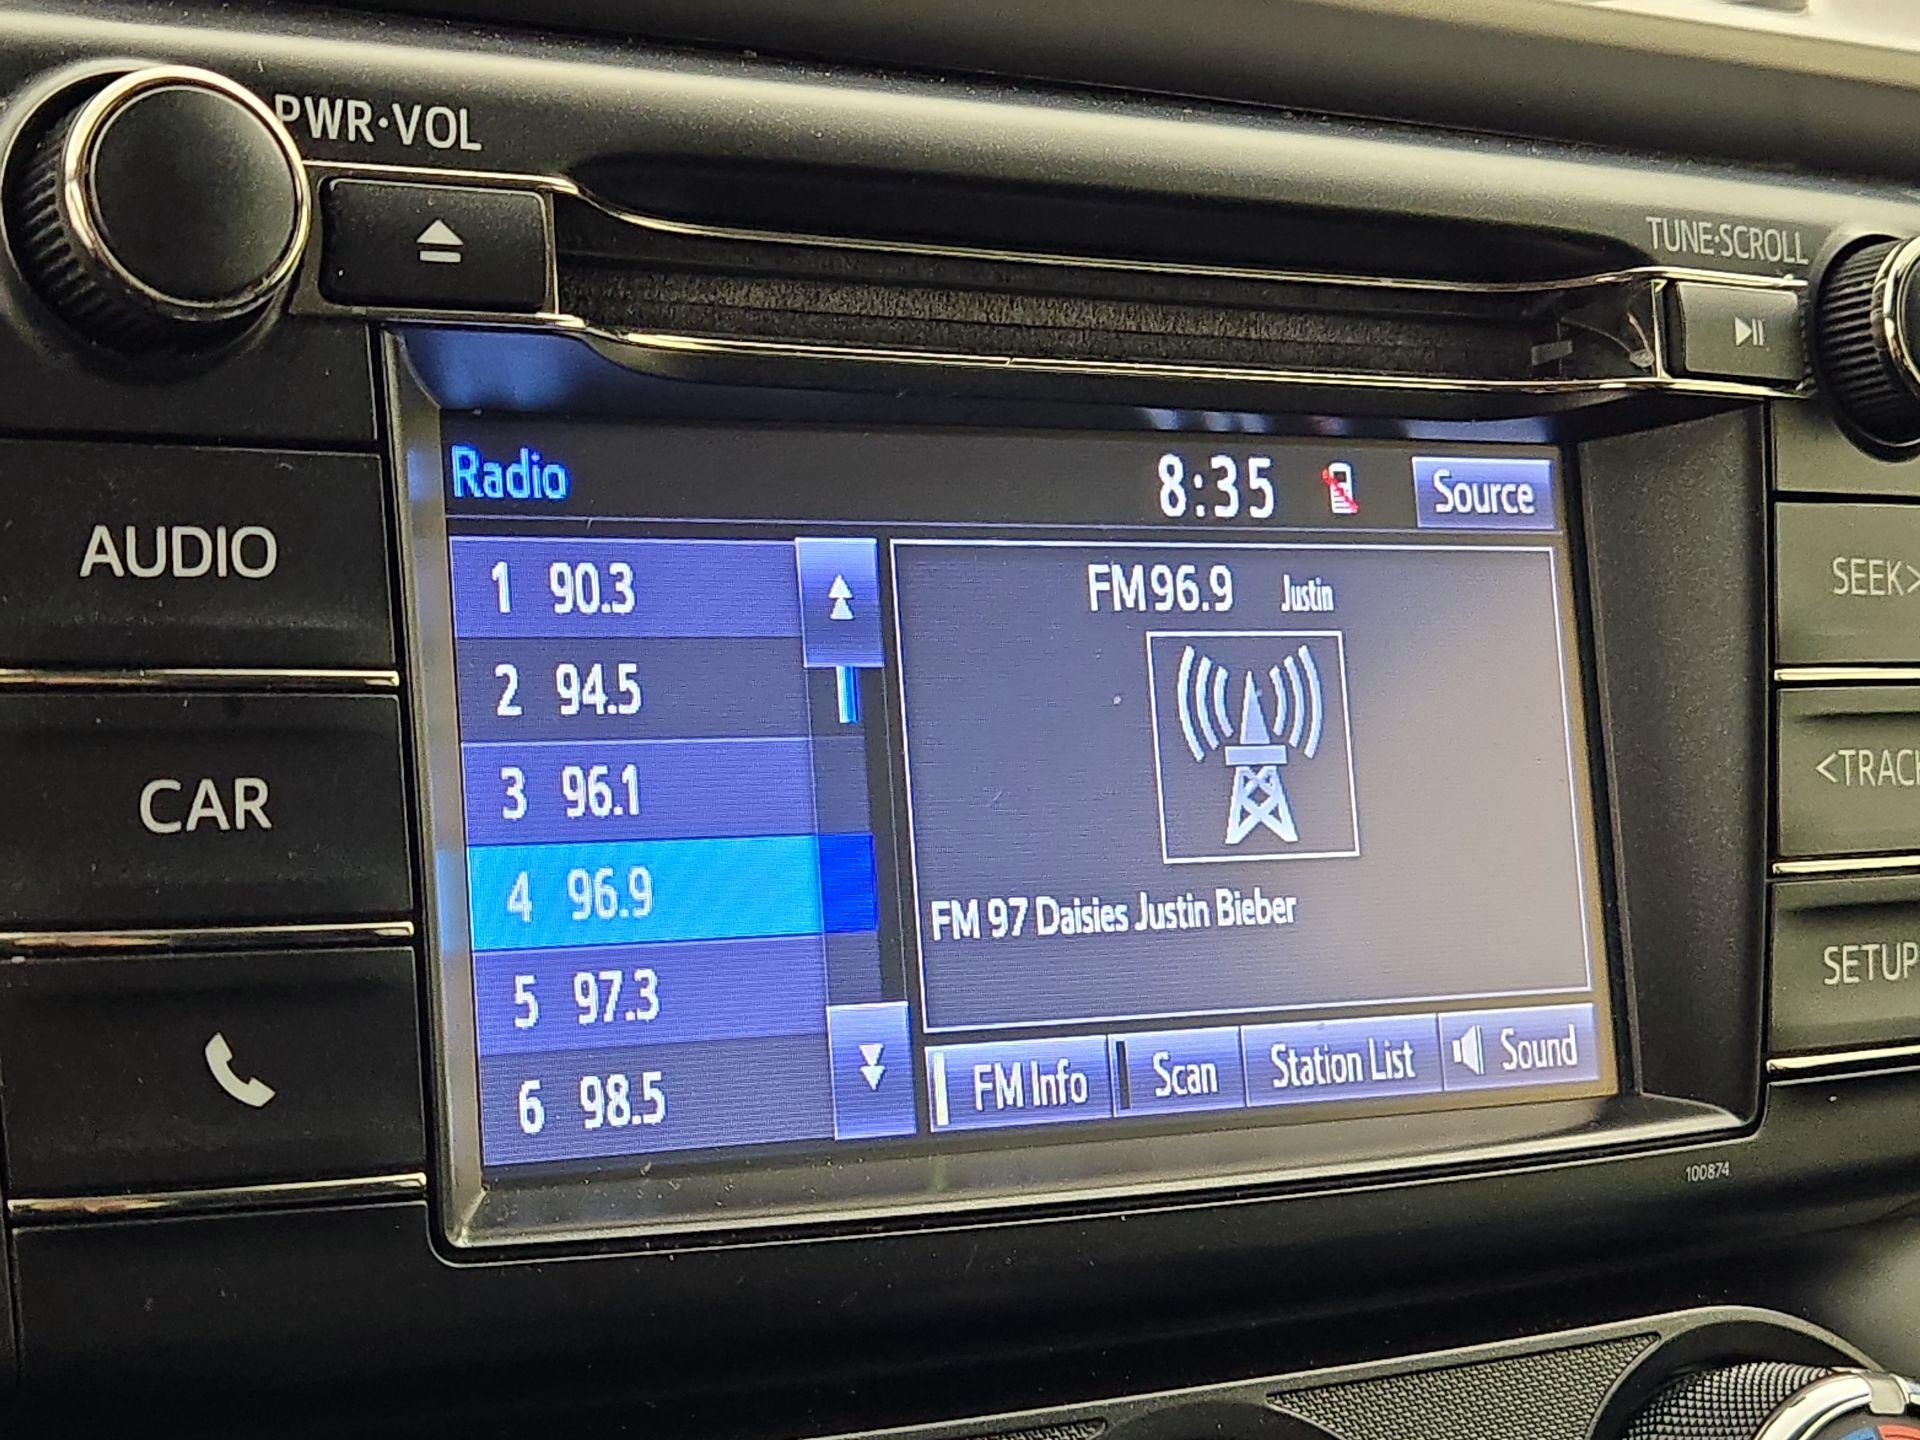 PWR·VOL
TUNE·SCROLL
AUDIO
CAR
Radio
8:35
Source
1 90.3
2 94.5
3 96.1
4 96.9
5 97.3
6 98.5
FM96.9 Justin
FM 97 Daisies Justin Bieber
FM Info
Scan
Station List
Sound
SEEK>
<TRACK
SETUP
100874